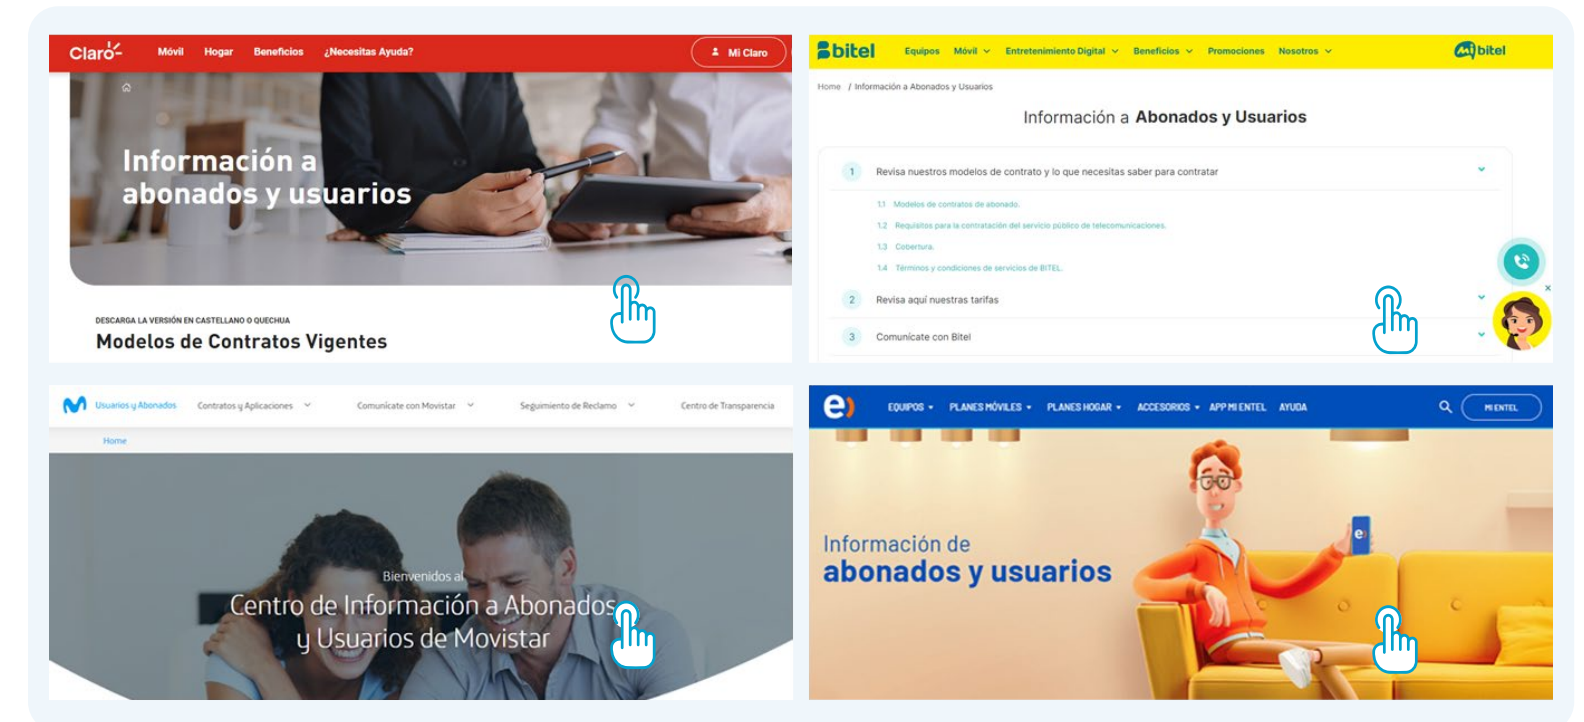 Claro
Móvil
Hogar
Beneficios
¿Necesitas Ayuda?
Mi Claro
Información a
abonados y usuarios
DESCARGA LA VERSIÓN EN CASTELLANO O QUECHUA
Modelos de Contratos Vigentes
bitel
Equipos
Móvil
Entretenimiento Digital
Beneficios
Promociones
Nosotros
Mi bitel
Home / Información a Abonados y Usuarios
Información a Abonados y Usuarios
1 Revisa nuestros modelos de contrato y lo que necesitas saber para contratar
1.1 Modelos de contratos de abonado.
1.2 Requisitos para la contratación del servicio público de telecomunicaciones.
1.3 Cobertura.
1.4 Términos y condiciones de servicios de BITEL.
2 Revisa aquí nuestras tarifas
3 Comunícate con Bitel
x
Usuarios y Abonados
Contratos y Aplicaciones
Comunícate con Movistar
Seguimiento de Reclamo
Centro de Transparencia
Home
Bienvenidos al
Centro de Información a Abonados
y Usuarios de Movistar
e)
EQUIPOS
PLANES MÓVILES
PLANES HOGAR
ACCESORIOS
APP MI ENTEL
AYUDA
MI ENTEL
Información de
abonados y usuarios
e)